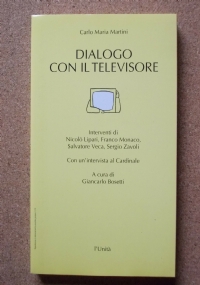 Carlo Maria Martini
DIALOGO
CON IL TELEVISORE
Interventi di
Nicolò Lipari, Franco Monaco,
Salvatore Veca, Sergio Zavoli
Con un'intervista al Cardinale
A cura di
Giancarlo Bosetti
l'Unità